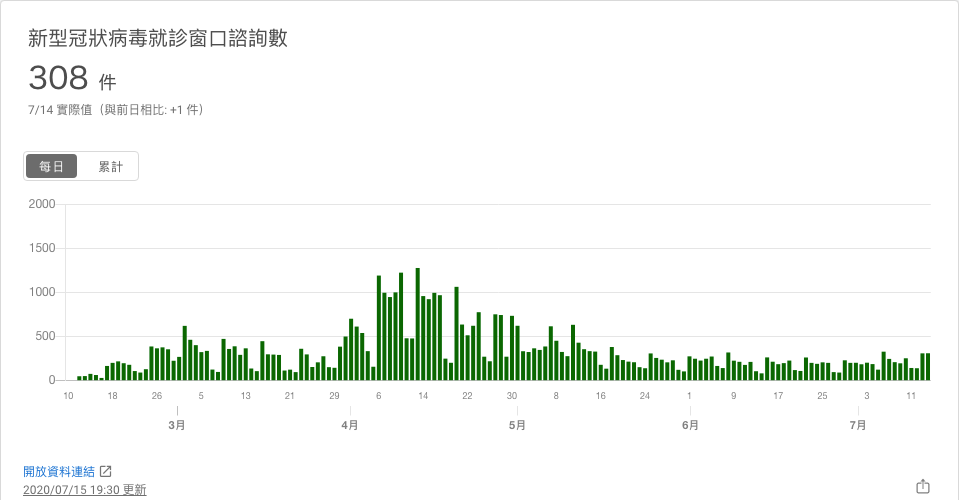 新型冠狀病毒就診窗口諮詢數
308 件
7/14 實際值（與前日相比: +1 件）
每日 累計
2000
1500
1000
500
0
10 18 26 5 13 21 29 6 14 22 30 8 16 24 1 9 17 25 3 11
3月 4月 5月 6月 7月
開放資料連結
2020/07/15 19:30 更新